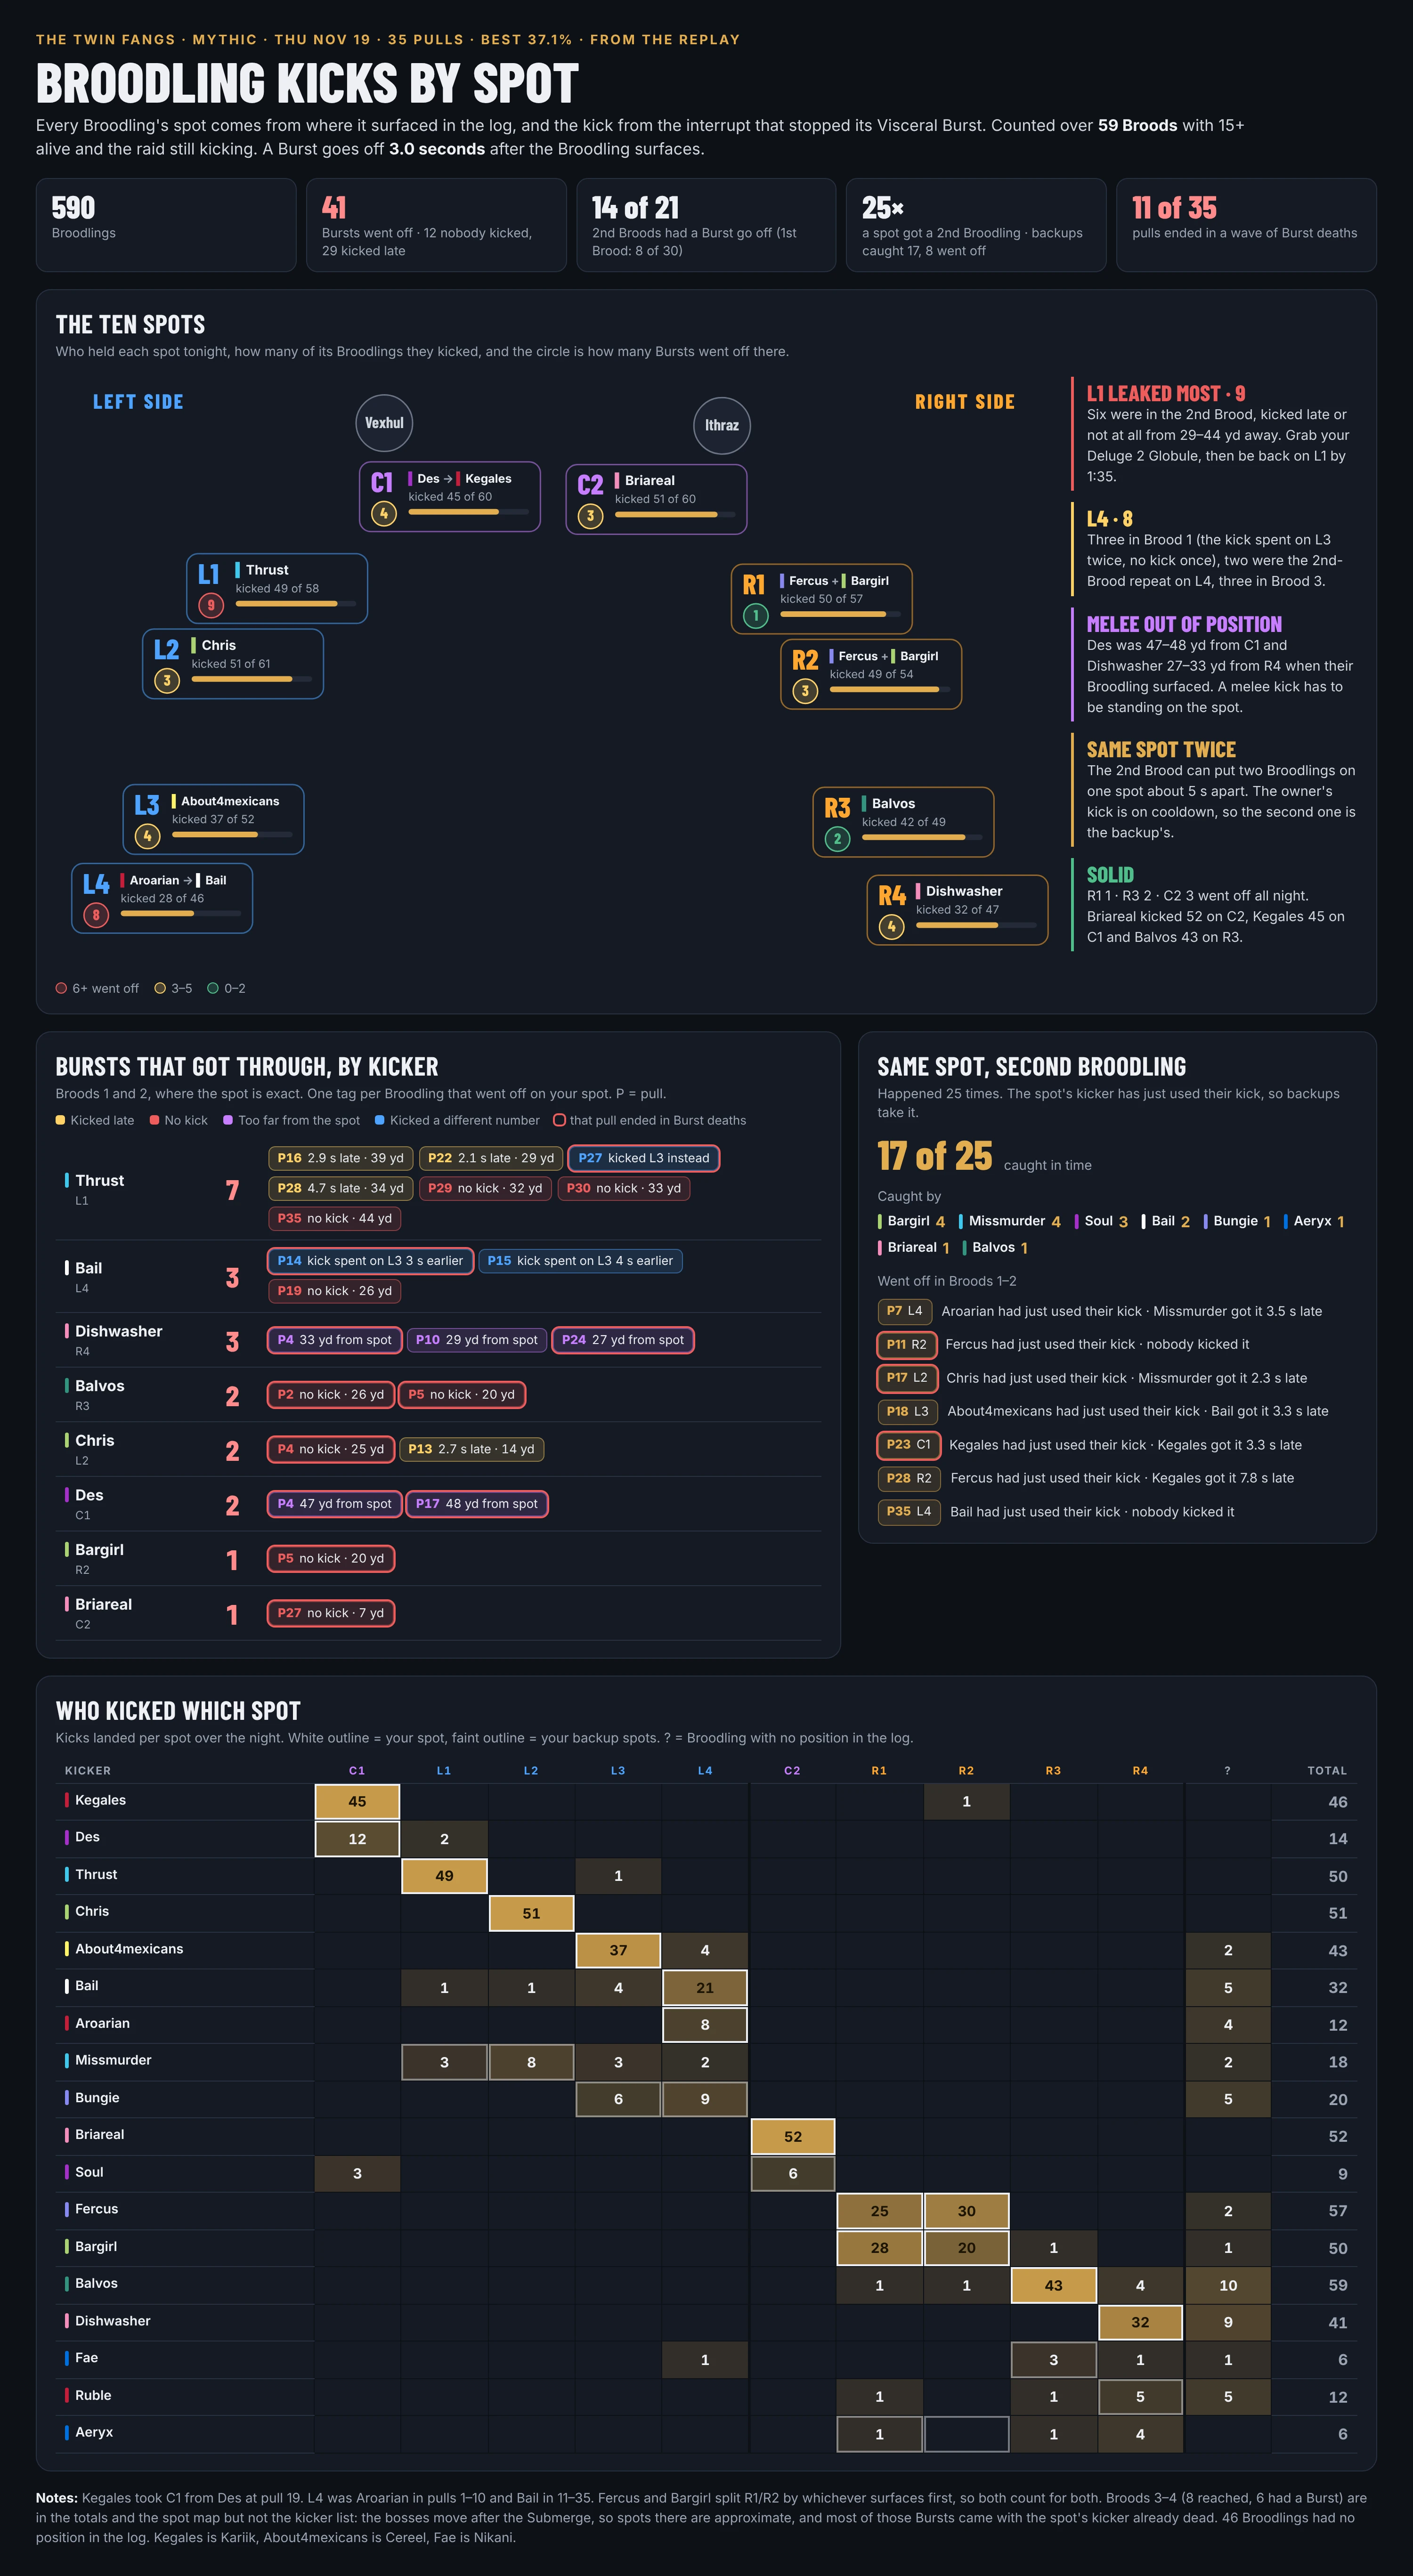 THE TWIN FANGS · MYTHIC · THU NOV 19 · 35 PULLS · BEST 37.1% · FROM THE REPLAY
BROODLING KICKS BY SPOT
Every Broodling's spot comes from where it surfaced in the log, and the kick from the interrupt that stopped its Visceral Burst. Counted over 59 Broods with 15+
alive and the raid still kicking. A Burst goes off 3.0 seconds after the Broodling surfaces.
590
Broodlings
41
Bursts went off · 12 nobody kicked,
29 kicked late
14 of 21
2nd Broods had a Burst go off (1st
Brood: 8 of 30)
25×
a spot got a 2nd Broodling · backups
caught 17, 8 went off
11 of 35
pulls ended in a wave of Burst deaths
THE TEN SPOTS
Who held each spot tonight, how many of its Broodlings they kicked, and the circle is how many Bursts went off there.
LEFT SIDE
Vexhul
Ithraz
RIGHT SIDE
C1 Des → Kegales
kicked 45 of 60
4
C2 Briareal
kicked 51 of 60
3
L1 Thrust
kicked 49 of 58
9
R1 Fercus + Bargirl
kicked 50 of 57
1
L2 Chris
kicked 51 of 61
3
R2 Fercus + Bargirl
kicked 49 of 54
3
L3 About4mexicans
kicked 37 of 52
4
R3 Balvos
kicked 42 of 49
2
L4 Aroarian → Bail
kicked 28 of 46
8
R4 Dishwasher
kicked 32 of 47
4
6+ went off 3–5 0–2
L1 LEAKED MOST · 9
Six were in the 2nd Brood, kicked late or
not at all from 29–44 yd away. Grab your
Deluge 2 Globule, then be back on L1 by
1:35.
L4 · 8
Three in Brood 1 (the kick spent on L3
twice, no kick once), two were the 2nd-
Brood repeat on L4, three in Brood 3.
MELEE OUT OF POSITION
Des was 47–48 yd from C1 and
Dishwasher 27–33 yd from R4 when their
Broodling surfaced. A melee kick has to
be standing on the spot.
SAME SPOT TWICE
The 2nd Brood can put two Broodlings on
one spot about 5 s apart. The owner's
kick is on cooldown, so the second one is
the backup's.
SOLID
R1 1 · R3 2 · C2 3 went off all night.
Briareal kicked 52 on C2, Kegales 45 on
C1 and Balvos 43 on R3.
BURSTS THAT GOT THROUGH, BY KICKER
Broods 1 and 2, where the spot is exact. One tag per Broodling that went off on your spot. P = pull.
Kicked late No kick Too far from the spot Kicked a different number that pull ended in Burst deaths
Thrust
L1
7
P16 2.9 s late · 39 yd P22 2.1 s late · 29 yd P27 kicked L3 instead
P28 4.7 s late · 34 yd P29 no kick · 32 yd P30 no kick · 33 yd
P35 no kick · 44 yd
Bail
L4
3
P14 kick spent on L3 3 s earlier P15 kick spent on L3 4 s earlier
P19 no kick · 26 yd
Dishwasher
R4
3
P4 33 yd from spot P10 29 yd from spot P24 27 yd from spot
Balvos
R3
2
P2 no kick · 26 yd P5 no kick · 20 yd
Chris
L2
2
P4 no kick · 25 yd P13 2.7 s late · 14 yd
Des
C1
2
P4 47 yd from spot P17 48 yd from spot
Bargirl
R2
1
P5 no kick · 20 yd
Briareal
C2
1
P27 no kick · 7 yd
SAME SPOT, SECOND BROODLING
Happened 25 times. The spot's kicker has just used their kick, so backups
take it.
17 of 25 caught in time
Caught by
Bargirl 4 Missmurder 4 Soul 3 Bail 2 Bungie 1 Aeryx 1
Briareal 1 Balvos 1
Went off in Broods 1–2
P7 L4 Aroarian had just used their kick · Missmurder got it 3.5 s late
P11 R2 Fercus had just used their kick · nobody kicked it
P17 L2 Chris had just used their kick · Missmurder got it 2.3 s late
P18 L3 About4mexicans had just used their kick · Bail got it 3.3 s late
P23 C1 Kegales had just used their kick · Kegales got it 3.3 s late
P28 R2 Fercus had just used their kick · Kegales got it 7.8 s late
P35 L4 Bail had just used their kick · nobody kicked it
WHO KICKED WHICH SPOT
Kicks landed per spot over the night. White outline = your spot, faint outline = your backup spots. ? = Broodling with no position in the log.
KICKER C1 L1 L2 L3 L4 C2 R1 R2 R3 R4 ? TOTAL
Kegales 45 1 46
Des 12 2 14
Thrust 49 1 50
Chris 51 51
About4mexicans 37 4 2 43
Bail 1 1 4 21 5 32
Aroarian 8 4 12
Missmurder 3 8 3 2 2 18
Bungie 6 9 5 20
Briareal 52 52
Soul 3 6 9
Fercus 25 30 2 57
Bargirl 28 20 1 1 50
Balvos 1 1 43 4 10 59
Dishwasher 32 9 41
Fae 1 3 1 1 6
Ruble 1 1 5 5 12
Aeryx 1 1 4 6
Notes: Kegales took C1 from Des at pull 19. L4 was Aroarian in pulls 1–10 and Bail in 11–35. Fercus and Bargirl split R1/R2 by whichever surfaces first, so both count for both. Broods 3–4 (8 reached, 6 had a Burst) are
in the totals and the spot map but not the kicker list: the bosses move after the Submerge, so spots there are approximate, and most of those Bursts came with the spot's kicker already dead. 46 Broodlings had no
position in the log. Kegales is Kariik, About4mexicans is Cereel, Fae is Nikani.